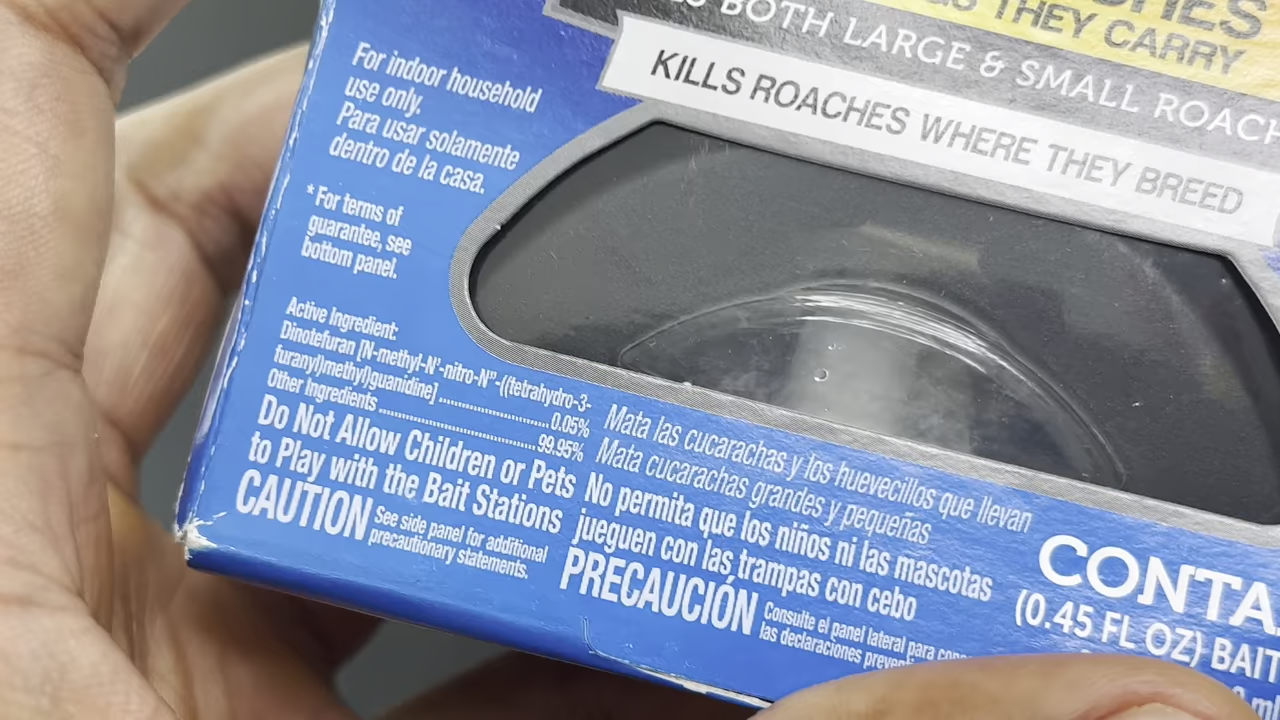 THEY CARRY
BOTH LARGE & SMALL
KILLS ROACHES WHERE THEY BREED
For indoor household
use only.
Para usar solamente
dentro de la casa.
* For terms of
guarantee, see
bottom panel.
Active Ingredient:
Dinotefuran [N-methyl-N'-nitro-N"-((tetrahydro-3-
furanyl)methyl)guanidine] ........................ 0.05%
Other Ingredients ........................ 99.95%
Do Not Allow Children or Pets
to Play with the Bait Stations
CAUTION See side panel for additional
precautionary statements.
Mata las cucarachas y los huevecillos que llevan
Mata cucarachas grandes y pequeñas
No permita que los niños ni las mascotas
jueguen con las trampas con cebo
PRECAUCIÓN Consulte el panel lateral para
las declaraciones
(0.45 FL OZ) BAIT